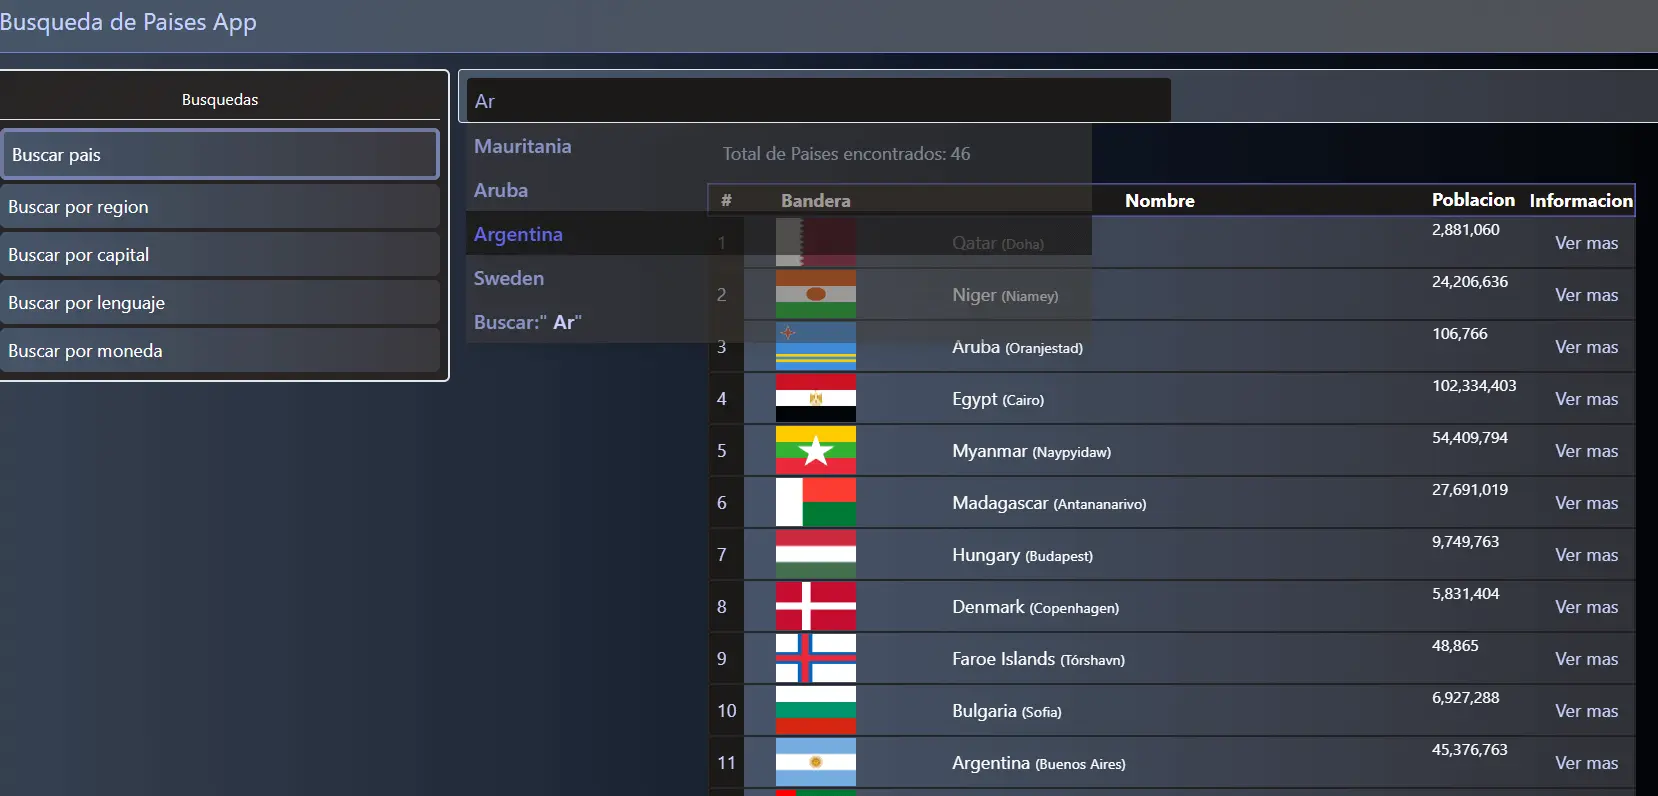 Busqueda de Paises App
Busquedas
Buscar pais
Buscar por region
Buscar por capital
Buscar por lenguaje
Buscar por moneda
Ar
Mauritania
Aruba
Argentina
Sweden
Buscar:" Ar"
Total de Paises encontrados: 46
# Bandera Nombre Poblacion Informacion
1 Qatar (Doha) 2,881,060 Ver mas
2 Niger (Niamey) 24,206,636 Ver mas
3 Aruba (Oranjestad) 106,766 Ver mas
4 Egypt (Cairo) 102,334,403 Ver mas
5 Myanmar (Naypyidaw) 54,409,794 Ver mas
6 Madagascar (Antananarivo) 27,691,019 Ver mas
7 Hungary (Budapest) 9,749,763 Ver mas
8 Denmark (Copenhagen) 5,831,404 Ver mas
9 Faroe Islands (Tórshavn) 48,865 Ver mas
10 Bulgaria (Sofia) 6,927,288 Ver mas
11 Argentina (Buenos Aires) 45,376,763 Ver mas